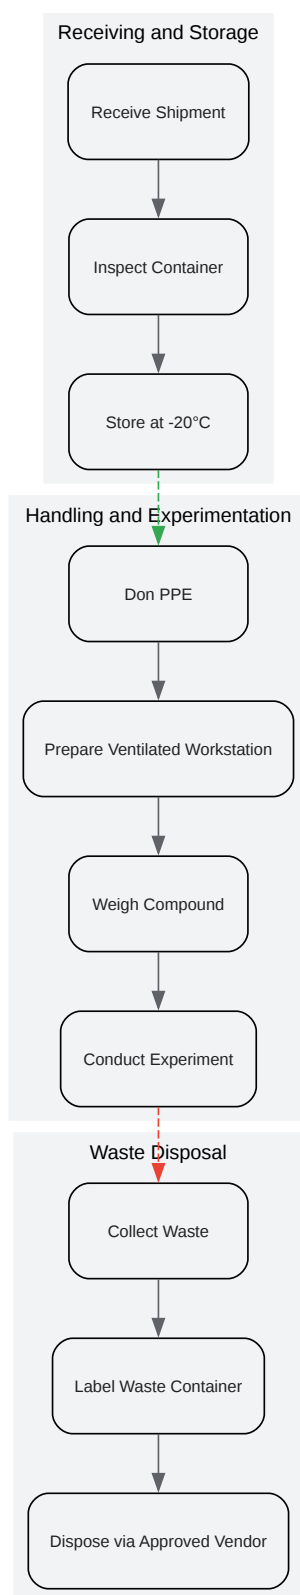 Receiving and Storage
Receive Shipment
Inspect Container
Store at -20°C
Handling and Experimentation
Don PPE
Prepare Ventilated Workstation
Weigh Compound
Conduct Experiment
Waste Disposal
Collect Waste
Label Waste Container
Dispose via Approved Vendor